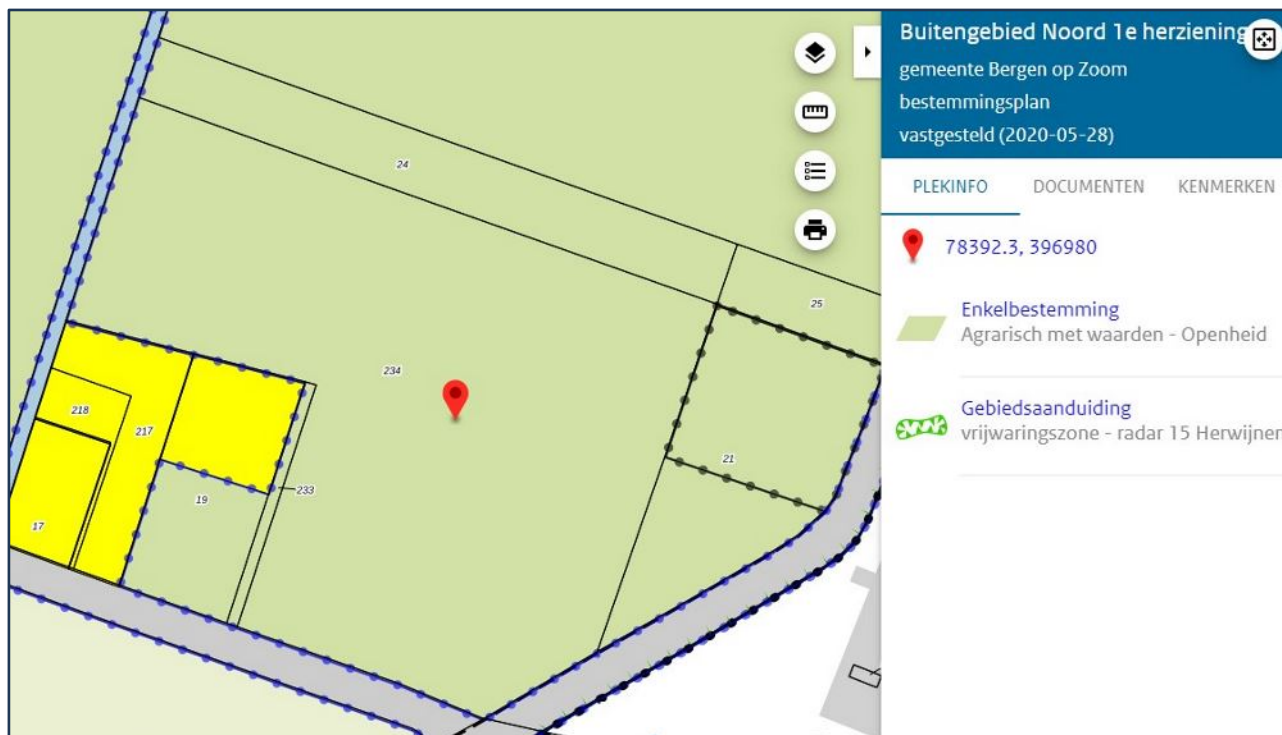 Buitengebied Noord 1e herziening
gemeente Bergen op Zoom
bestemmingsplan
vastgesteld (2020-05-28)
PLEKINFO DOCUMENTEN KENMERKEN
78392.3, 396980
Enkelbestemming
Agrarisch met waarden - Openheid
Gebiedsaanduiding
vrijwaringszone - radar 15 Herwijnen
24
25
234
218
217
21
233
19
17